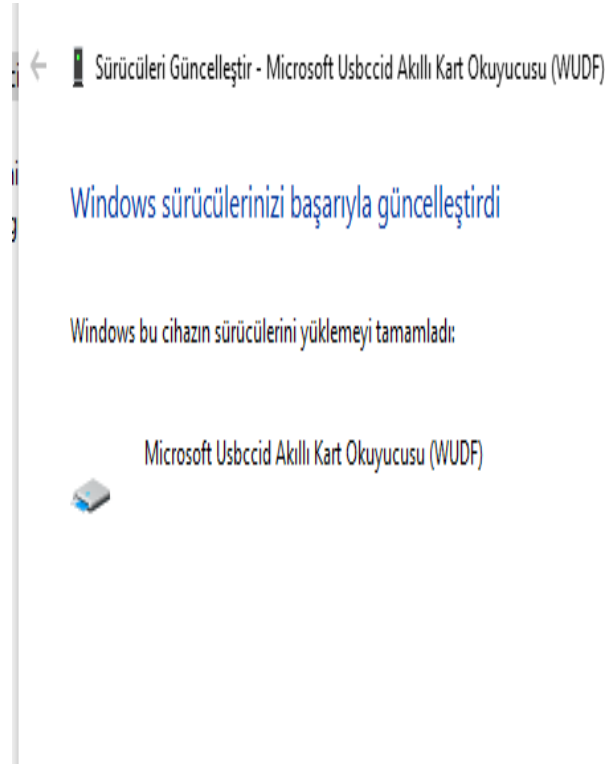 Sürücüleri Güncelleştir - Microsoft Usbccid Akıllı Kart Okuyucusu (WUDF)
Windows sürücülerinizi başarıyla güncelleştirdi
Windows bu cihazın sürücülerini yüklemeyi tamamladı:
Microsoft Usbccid Akıllı Kart Okuyucusu (WUDF)